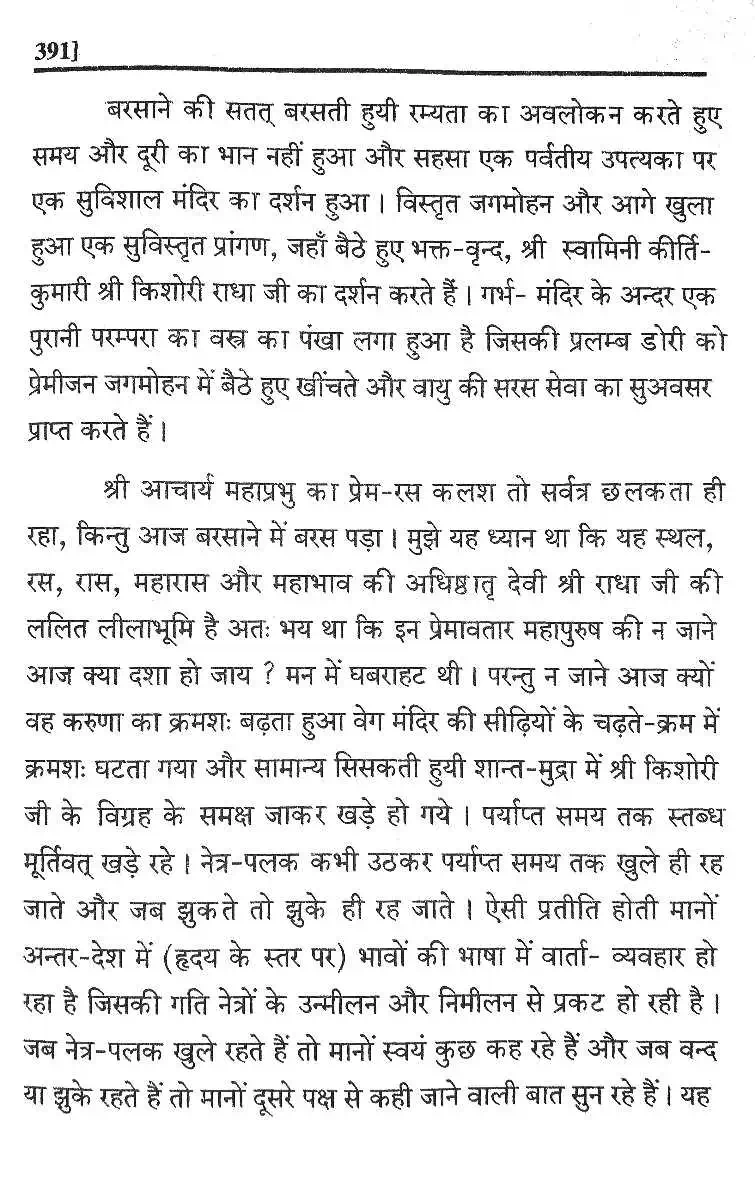 391]
बरसाने की सतत् बरसती हुयी रम्यता का अवलोकन करते हुए
समय और दूरी का भान नहीं हुआ और सहसा एक पर्वतीय उपत्यका पर
एक सुविशाल मंदिर का दर्शन हुआ । विस्तृत जगमोहन और आगे खुला
हुआ एक सुविस्तृत प्रांगण, जहाँ बैठे हुए भक्त-वृन्द, श्री स्वामिनी कीर्ति-
कुमारी श्री किशोरी राधा जी का दर्शन करते हैं । गर्भ- मंदिर के अन्दर एक
पुरानी परम्परा का वस्त्र का पंखा लगा हुआ है जिसकी प्रलम्ब डोरी को
प्रेमीजन जगमोहन में बैठे हुए खींचते और वायु की सरस सेवा का सुअवसर
प्राप्त करते हैं ।
श्री आचार्य महाप्रभु का प्रेम-रस कलश तो सर्वत्र छलकता ही
रहा, किन्तु आज बरसाने में बरस पड़ा । मुझे यह ध्यान था कि यह स्थल,
रस, रास, महारास और महाभाव की अधिष्ठातृ देवी श्री राधा जी की
ललित लीलाभूमि है अतः भय था कि इन प्रेमावतार महापुरुष की न जाने
आज क्या दशा हो जाय ? मन में घबराहट थी । परन्तु न जाने आज क्यों
वह करुणा का क्रमशः बढ़ता हुआ वेग मंदिर की सीढ़ियों के चढ़ते-क्रम में
क्रमशः घटता गया और सामान्य सिसकती हुयी शान्त-मुद्रा में श्री किशोरी
जी के विग्रह के समक्ष जाकर खड़े हो गये । पर्याप्त समय तक स्तब्ध
मूर्तिवत् खड़े रहे । नेत्र-पलक कभी उठकर पर्याप्त समय तक खुले ही रह
जाते और जब झुकते तो झुके ही रह जाते । ऐसी प्रतीति होती मानों
अन्तर-देश में (हृदय के स्तर पर) भावों की भाषा में वार्ता- व्यवहार हो
रहा है जिसकी गति नेत्रों के उन्मीलन और निमीलन से प्रकट हो रही है ।
जब नेत्र-पलक खुले रहते हैं तो मानों स्वयं कुछ कह रहे हैं और जब वन्द
या झुके रहते हैं तो मानों दूसरे पक्ष से कही जाने वाली बात सुन रहे हैं । यह